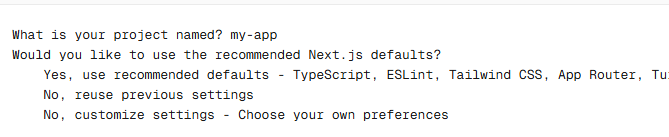 What is your project named? my-app
Would you like to use the recommended Next.js defaults?
Yes, use recommended defaults - TypeScript, ESLint, Tailwind CSS, App Router,
No, reuse previous settings
No, customize settings - Choose your own preferences